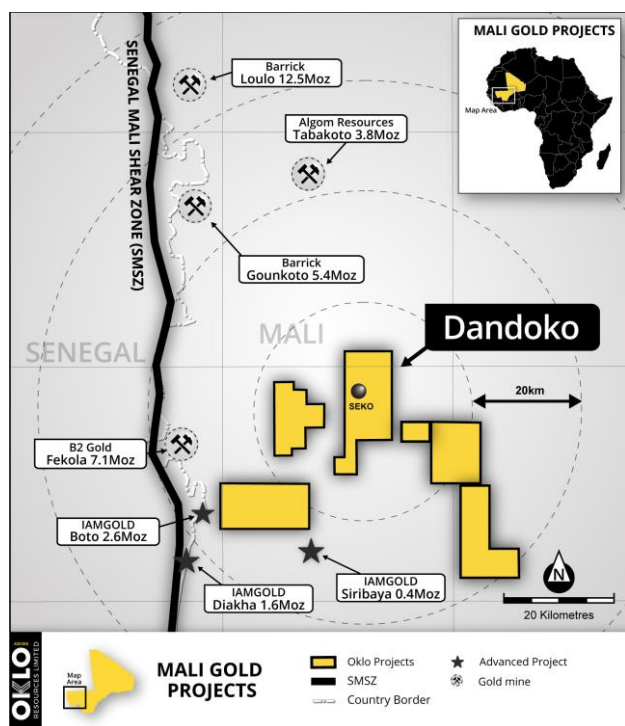 SENEGAL MALI SHEAR ZONE (SMSZ)
Barrick
Loulo 12.5Moz
Algom Resources
Tabakoto 3.8Moz
MALI GOLD PROJECTS
Map Area
Barrick
Gounkoto 5.4Moz
SENEGAL
MALI
Dandoko
SEKO
20km
B2 Gold
Fekola 7.1Moz
IAMGOLD
Boto 2.6Moz
IAMGOLD
Diakha 1.6Moz
IAMGOLD
Siribaya 0.4Moz
N
20 Kilometres
OKLO
RESOURCES LIMITED
Map
Area
MALI GOLD
PROJECTS
Oklo Projects
SMSZ
Country Border
Advanced Project
Gold mine